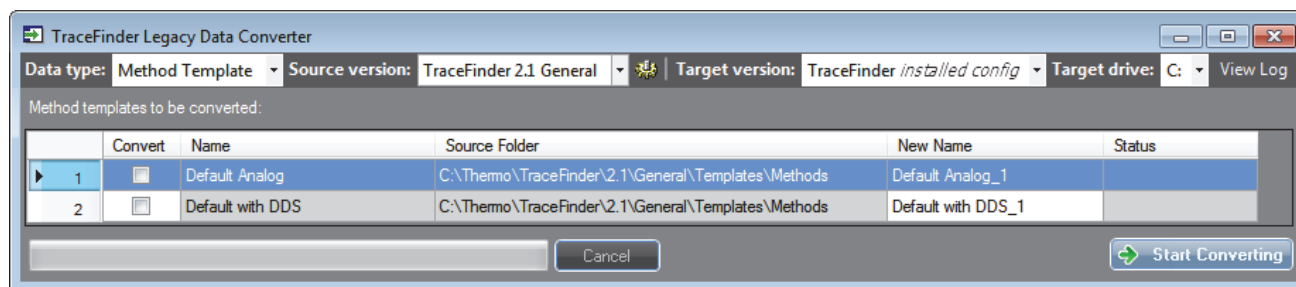 TraceFinder Legacy Data Converter
Data type: Method Template Source version: TraceFinder 2.1 General Target version: TraceFinder installed config Target drive: C: View Log
Method templates to be converted:
Convert Name Source Folder New Name Status
1 Default Analog C:\Thermo\TraceFinder\2.1\General\Templates\Methods Default Analog_1
2 Default with DDS C:\Thermo\TraceFinder\2.1\General\Templates\Methods Default with DDS_1
Cancel Start Converting